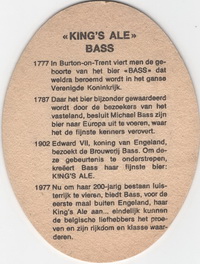 «KING'S ALE»
BASS
1777 In Burton-on-Trent viert men de ge-
boorte van het bier «BASS» dat
weldra beroemd wordt in het ganse
Verenigde Koninkrijk.
1787 Daar het bier bijzonder gewaardeerd
wordt door de bezoekers van het
vasteland, besluit Michael Bass zijn
bier naar Europa uit te voeren, waar
het de fijnste kenners verovert.
1902 Edward VII, koning van Engeland,
bezoekt de Brouwerij Bass. Om de-
ze gebeurtenis te onderstrepen,
kreëert Bass haar fijnste bier:
KING'S ALE.
1977 Nu om haar 200-jarig bestaan luis-
terrijk te vieren, biedt Bass, voor de
eerste maal buiten Engeland, haar
King's Ale aan... eindelijk kunnen
de belgische liefhebbers het proe-
ven en zijn rijkdom en klasse waar-
deren.